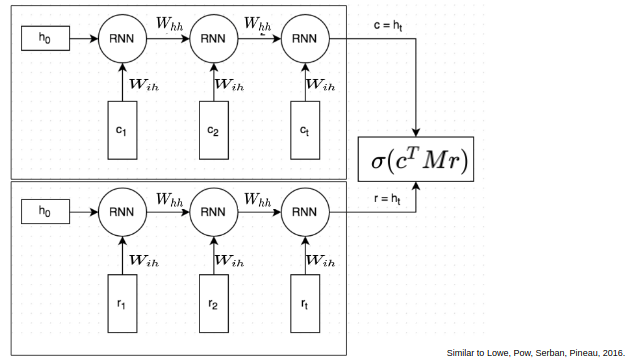 W_{hh} W_{hh}
h_0 RNN RNN RNN c = h_t
W_{ih} W_{ih} W_{ih}
c_1 c_2 c_t
σ(c^T Mr)
W_{hh} W_{hh}
h_0 RNN RNN RNN r = h_t
W_{ih} W_{ih} W_{ih}
r_1 r_2 r_t
Similar to Lowe, Pow, Serban, Pineau, 2016.